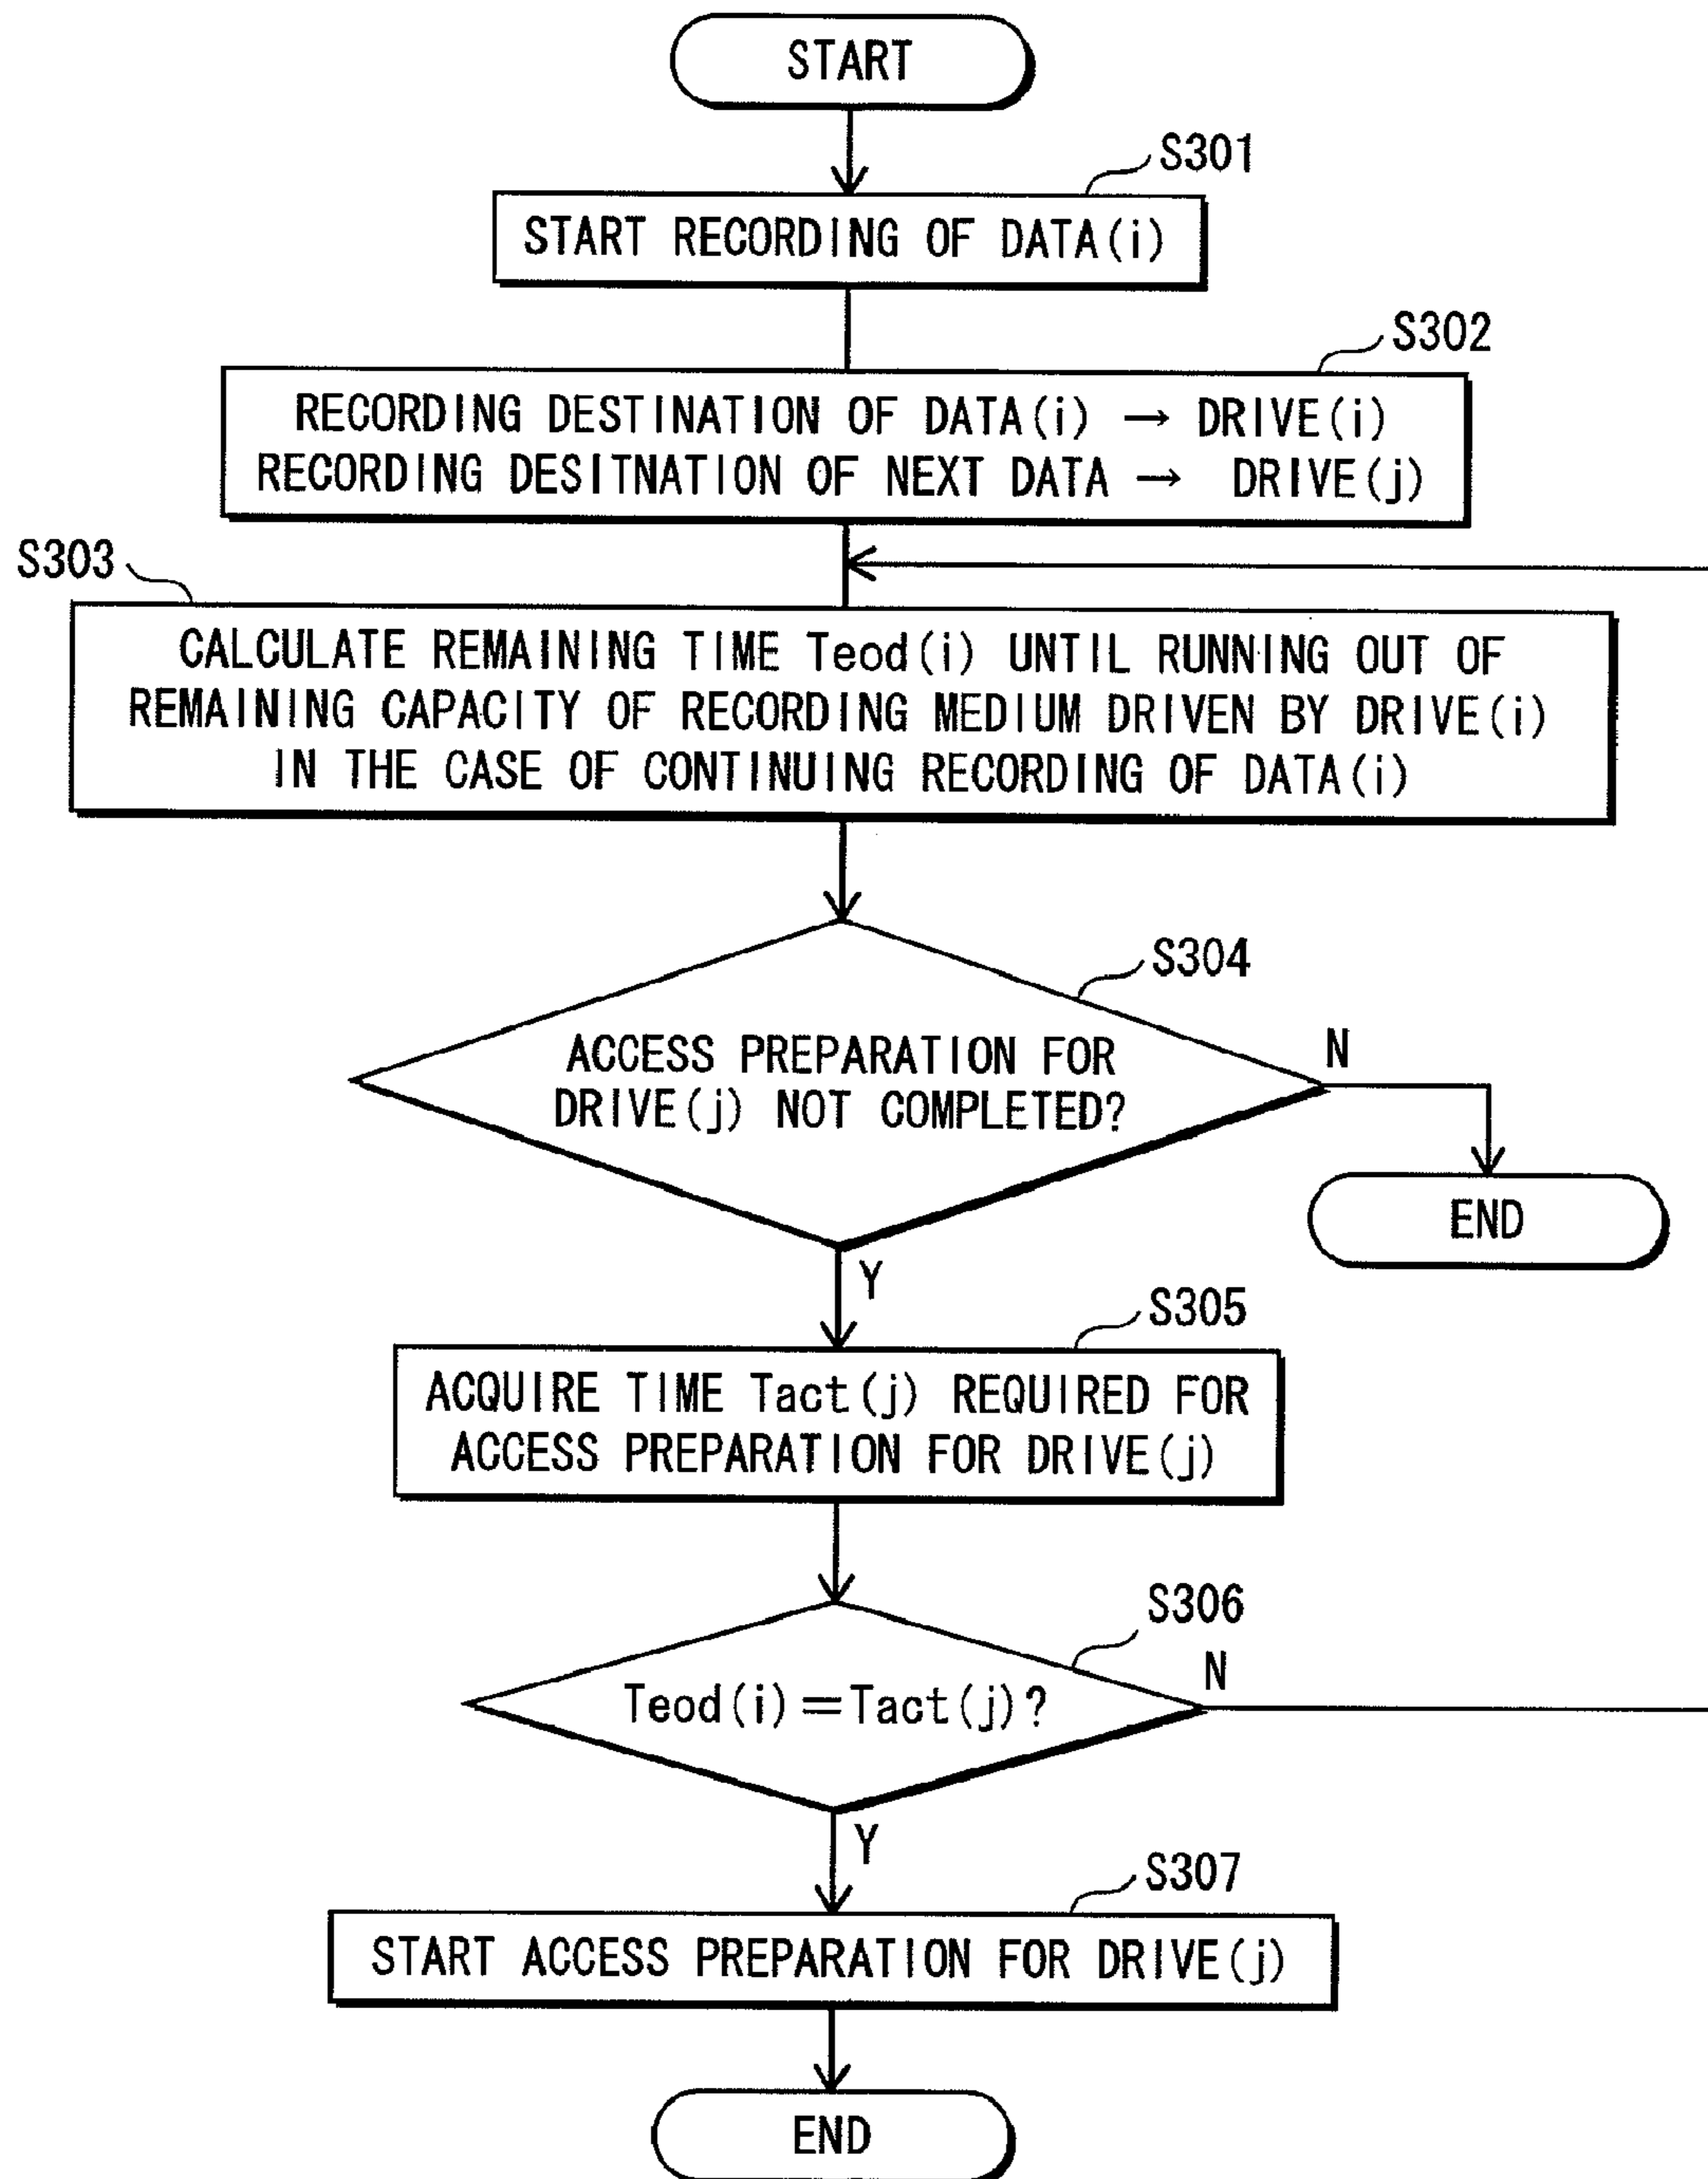 START
S301
START RECORDING OF DATA(i)
S302
RECORDING DESTINATION OF DATA(i) → DRIVE(i)
RECORDING DESITNATION OF NEXT DATA → DRIVE(j)
S303
CALCULATE REMAINING TIME Teod(i) UNTIL RUNNING OUT OF
REMAINING CAPACITY OF RECORDING MEDIUM DRIVEN BY DRIVE(i)
IN THE CASE OF CONTINUING RECORDING OF DATA(i)
S304
ACCESS PREPARATION FOR
DRIVE(j) NOT COMPLETED?
N
END
Y
S305
ACQUIRE TIME Tact(j) REQUIRED FOR
ACCESS PREPARATION FOR DRIVE(j)
S306
Teod(i)=Tact(j)?
N
Y
S307
START ACCESS PREPARATION FOR DRIVE(j)
END